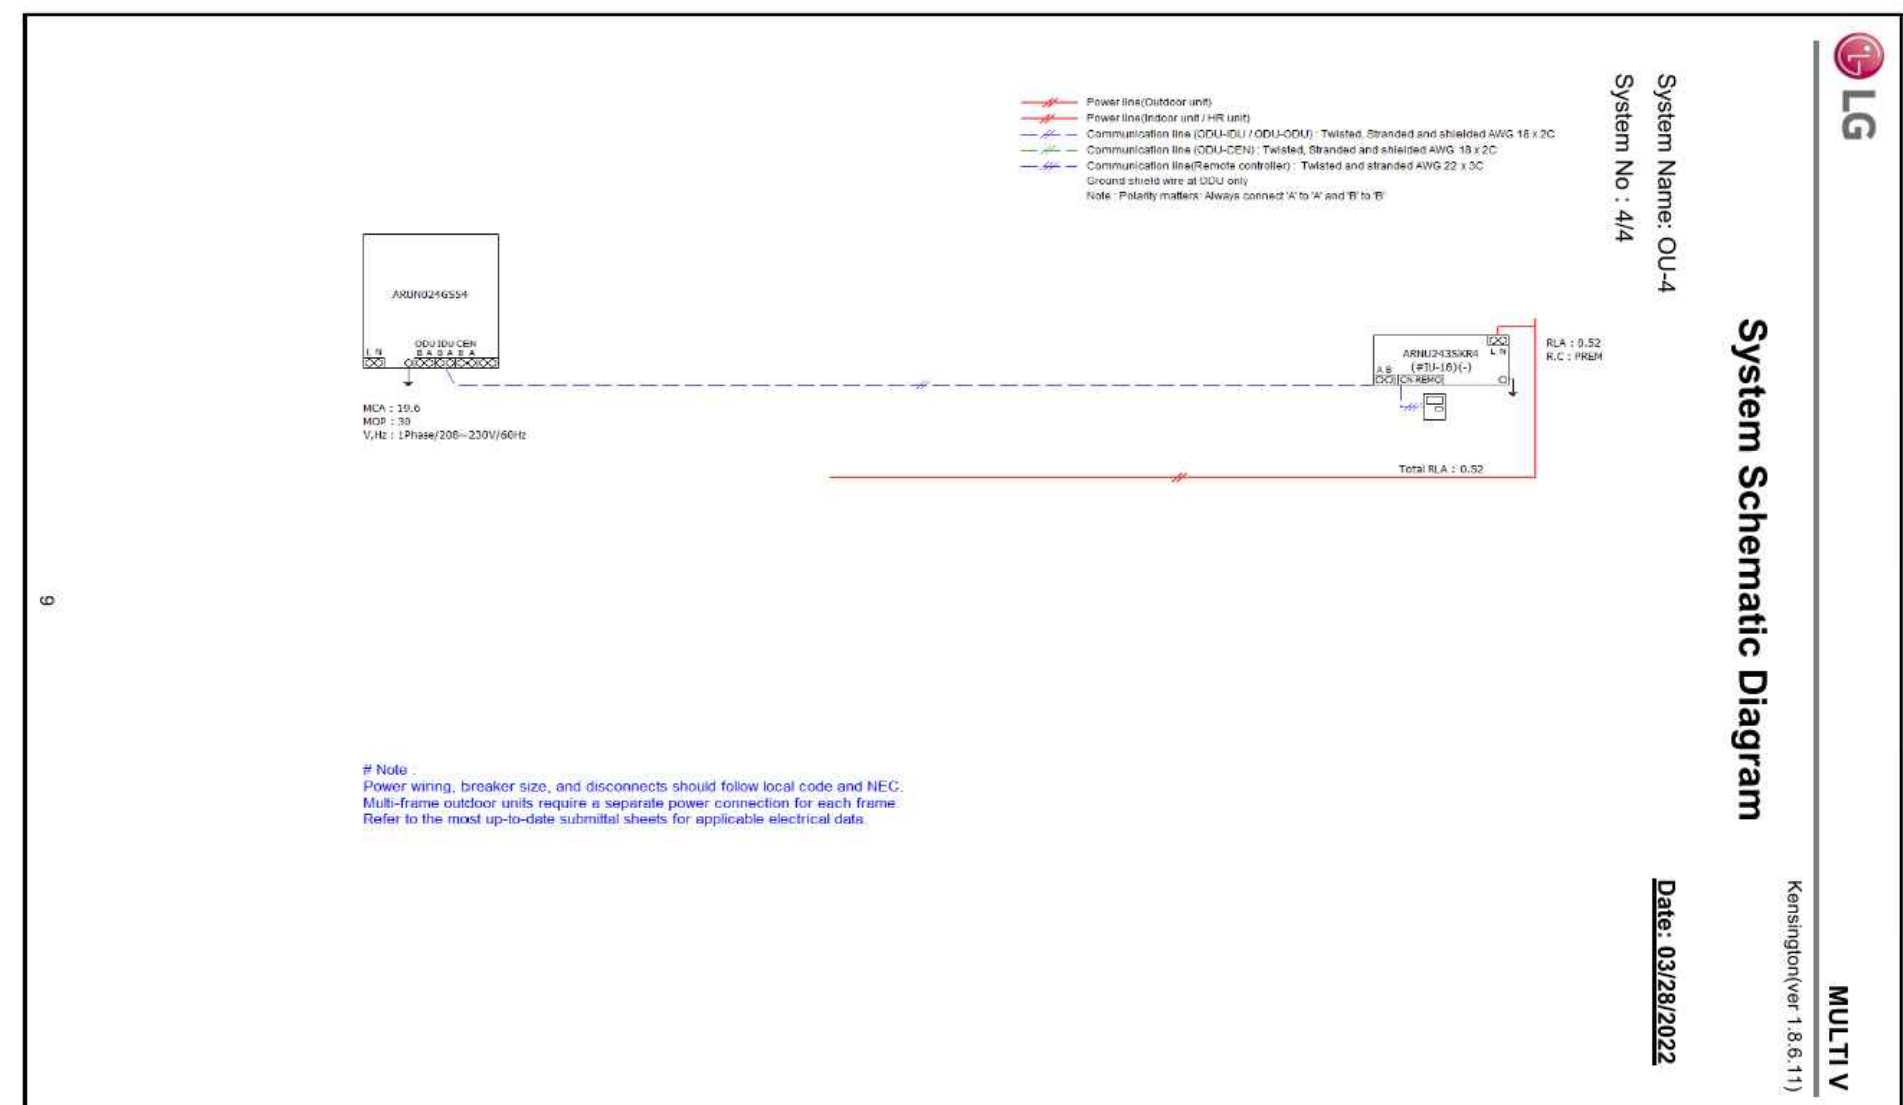 LG
MULTI V
Kensington(ver 1.8.6.11)
System Schematic Diagram
System Name: OU-4
Date: 03/28/2022
System No : 4/4
Power line(Outdoor unit)
Power line(Indoor unit / HR unit)
Communication line (ODU-IDU / ODU-ODU) : Twisted, Stranded and shielded AWG 18 x 2C
Communication line (ODU-CEN) : Twisted, Stranded and shielded AWG 18 x 2C
Communication line(Remote controller) : Twisted and stranded AWG 22 x 3C
Ground shield wire at ODU only
Note : Polarity matters: Always connect 'A' to 'A' and 'B' to 'B'
ARUN024GSS4
ODU IDU CEN
L N
B A B A B A
MCA : 19.6
MOP : 30
V,Hz : 1Phase/208~230V/60Hz
ARNU243SKR4
L N
(#IU-18)(-)
A B
CN-REMO
RLA : 0.52
R.C : PREM
Total RLA : 0.52
# Note :
Power wiring, breaker size, and disconnects should follow local code and NEC.
Multi-frame outdoor units require a separate power connection for each frame.
Refer to the most up-to-date submittal sheets for applicable electrical data.
9